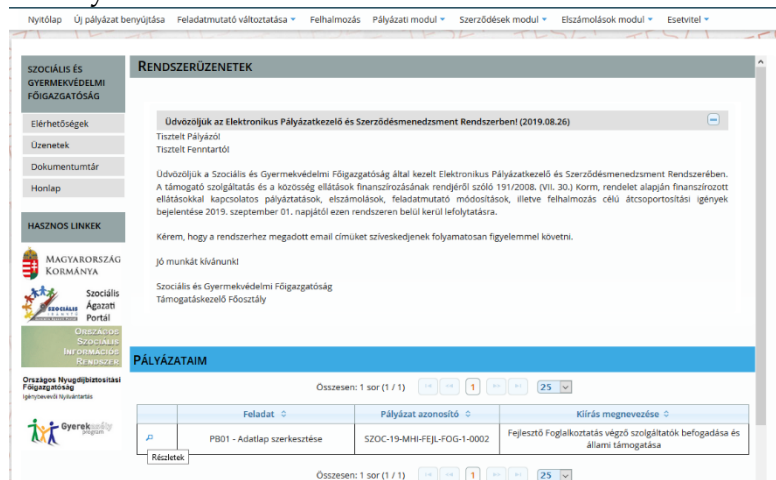 Nyitólap Új pályázat benyújtása Feladatmutató változtatása Felhalmozás Pályázati modul Szerződések modul Elszámolások modul Esetvitel
SZOCIÁLIS ÉS
GYERMEKVÉDELMI
FŐIGAZGATÓSÁG
Elérhetőségek
Üzenetek
Dokumentumtár
Honlap
HASZNOS LINKEK
MAGYARORSZÁG
KORMÁNYA
Szociális
Ágazati
Portál
ORSZÁGOS
SZOCIÁLIS
INFORMÁCIÓS
RENDSZER
Országos Nyugdíjbiztosítási
Főigazgatóság
Igénybevevői Nyilvántartás
Gyerekesély
program
RENDSZERÜZENETEK
Üdvözöljük az Elektronikus Pályázatkezelő és Szerződésmenedzsment Rendszerben! (2019.08.26)
Tisztelt Pályázó!
Tisztelt Fenntartó!
Üdvözöljük a Szociális és Gyermekvédelmi Főigazgatóság által kezelt Elektronikus Pályázatkezelő és Szerződésmenedzsment Rendszerében.
A támogató szolgáltatás és a közösség ellátások finanszírozásának rendjéről szóló 191/2008. (VII. 30.) Korm, rendelet alapján finanszírozott
ellátásokkal kapcsolatos pályáztatások, elszámolások, feladatmutató módosítások, illetve felhalmozás célú átcsoportosítási igények
bejelentése 2019. szeptember 01. napjától ezen rendszeren belül kerül lefolytatásra.
Kérem, hogy a rendszerhez megadott email címüket szíveskedjenek folyamatosan figyelemmel követni.
Jó munkát kívánunk!
Szociális és Gyermekvédelmi Főigazgatóság
Támogatáskezelő Főosztály
PÁLYÁZATAIM
Összesen: 1 sor (1 / 1) 1 25
Feladat Pályázat azonosító Kiírás megnevezése
PB01 - Adatlap szerkesztése SZOC-19-MHI-FEJL-FOG-1-0002 Fejlesztő Foglalkoztatás végző szolgáltatók befogadása és
állami támogatása
Részletek
Összesen: 1 sor (1 / 1) 1 25